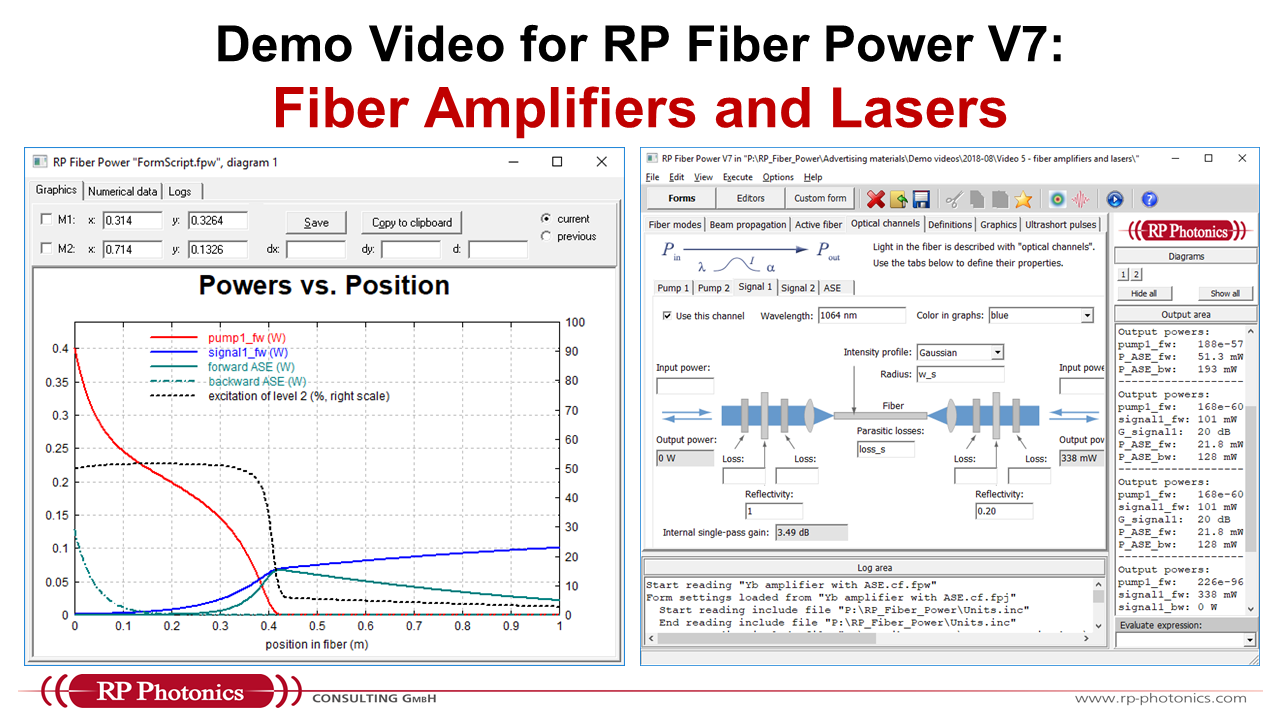 Demo Video for RP Fiber Power V7:
Fiber Amplifiers and Lasers
RP Fiber Power "FormScript.fpw", diagram 1
Graphics Numerical data Logs
M1: x: 0.314 y: 0.3264 Save Copy to clipboard current
previous
M2: x: 0.714 y: 0.1326 dx: dy: d:
Powers vs. Position
pump1_fw (W)
signal1_fw (W)
forward ASE (W)
backward ASE (W)
excitation of level 2 (%, right scale)
0.4
0.35
0.3
0.25
0.2
0.15
0.1
0.05
0
100
90
80
70
60
50
40
30
20
10
0
0 0.1 0.2 0.3 0.4 0.5 0.6 0.7 0.8 0.9 1
position in fiber (m)
RP Fiber Power V7 in "P:\RP_Fiber_Power\Advertising materials\Demo videos\2018-08\Video 5 - fiber amplifiers and lasers\"
File Edit View Execute Options Help
Forms Editors Custom form
Fiber modes Beam propagation Active fiber Optical channels Definitions Graphics Ultrashort pulses
P in P out
λ l α
Light in the fiber is described with "optical channels".
Use the tabs below to define their properties.
Pump 1 Pump 2 Signal 1 Signal 2 ASE
Use this channel Wavelength: 1064 nm Color in graphs: blue
Intensity profile: Gaussian
Radius: w_s
Input power: Input powe
Fiber
Parasitic losses:
loss_s
Output power: Output pov
0 W 338 mW
Loss: Loss: Loss: Loss:
Reflectivity: Reflectivity:
1 0.20
Internal single-pass gain: 3.49 dB
RP Photonics
Diagrams
1 2
Hide all Show all
Output area
Output powers:
pump1_fw: 188e-57
P_ASE_fw: 51.3 mW
P_ASE_bw: 193 mW
--------------------
Output powers:
pump1_fw: 168e-60
signal1_fw: 101 mW
G_signal1: 20 dB
P_ASE_fw: 21.8 mW
P_ASE_bw: 128 mW
--------------------
Output powers:
pump1_fw: 168e-60
signal1_fw: 101 mW
G_signal1: 20 dB
P_ASE_fw: 21.8 mW
P_ASE_bw: 128 mW
--------------------
Output powers:
pump1_fw: 226e-96
signal1_fw: 338 mW
signal1_bw: 0 W
Evaluate expression:
Log area
Start reading "Yb amplifier with ASE.cf.fpw"
Form settings loaded from "Yb amplifier with ASE.cf.fpj"
Start reading include file "P:\RP_Fiber_Power\Units.inc"
End reading include file "P:\RP_Fiber_Power\Units.inc"
RP Photonics CONSULTING GMBH
www.rp-photonics.com